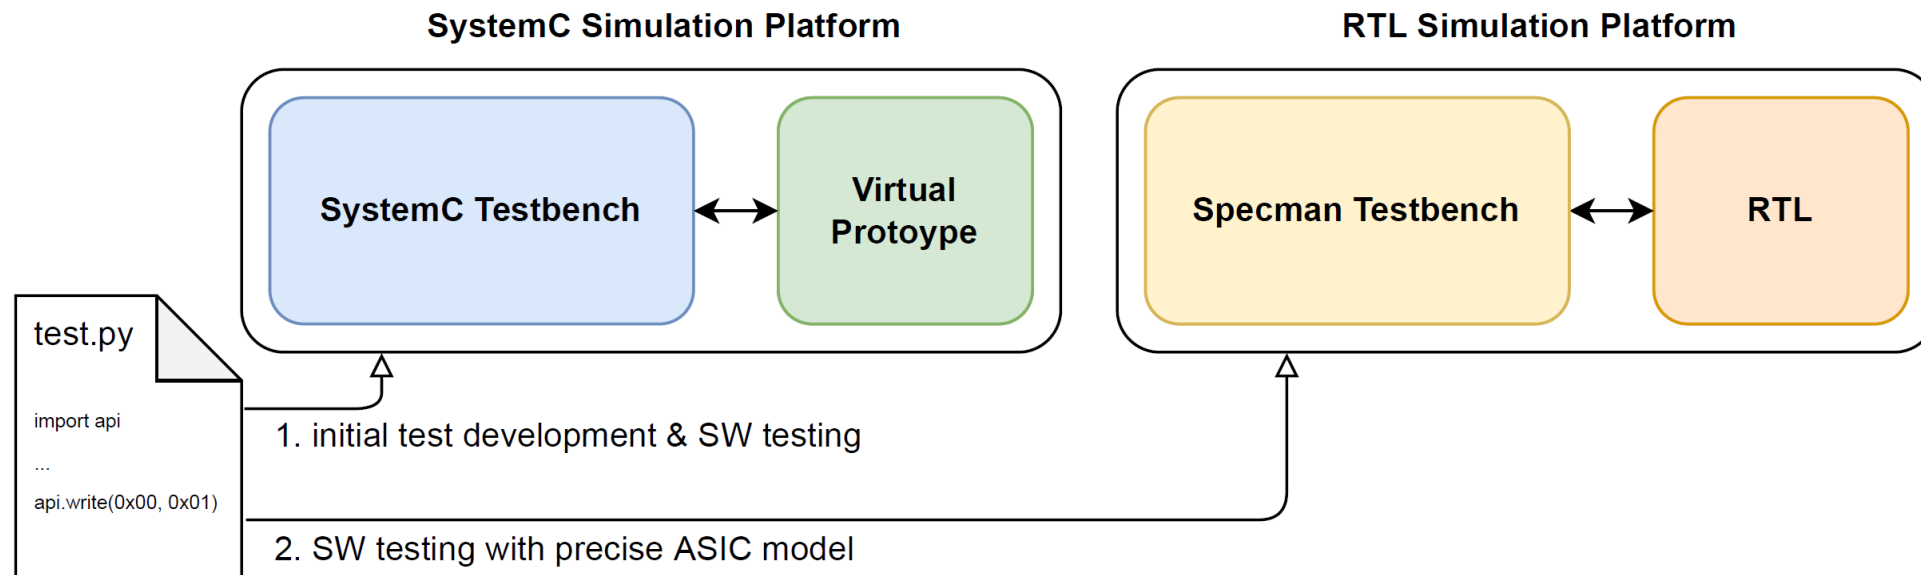 SystemC Simulation Platform
RTL Simulation Platform
SystemC Testbench
Virtual
Protoype
Specman Testbench
RTL
test.py
import api
...
api.write(0x00, 0x01)
1. initial test development & SW testing
2. SW testing with precise ASIC model